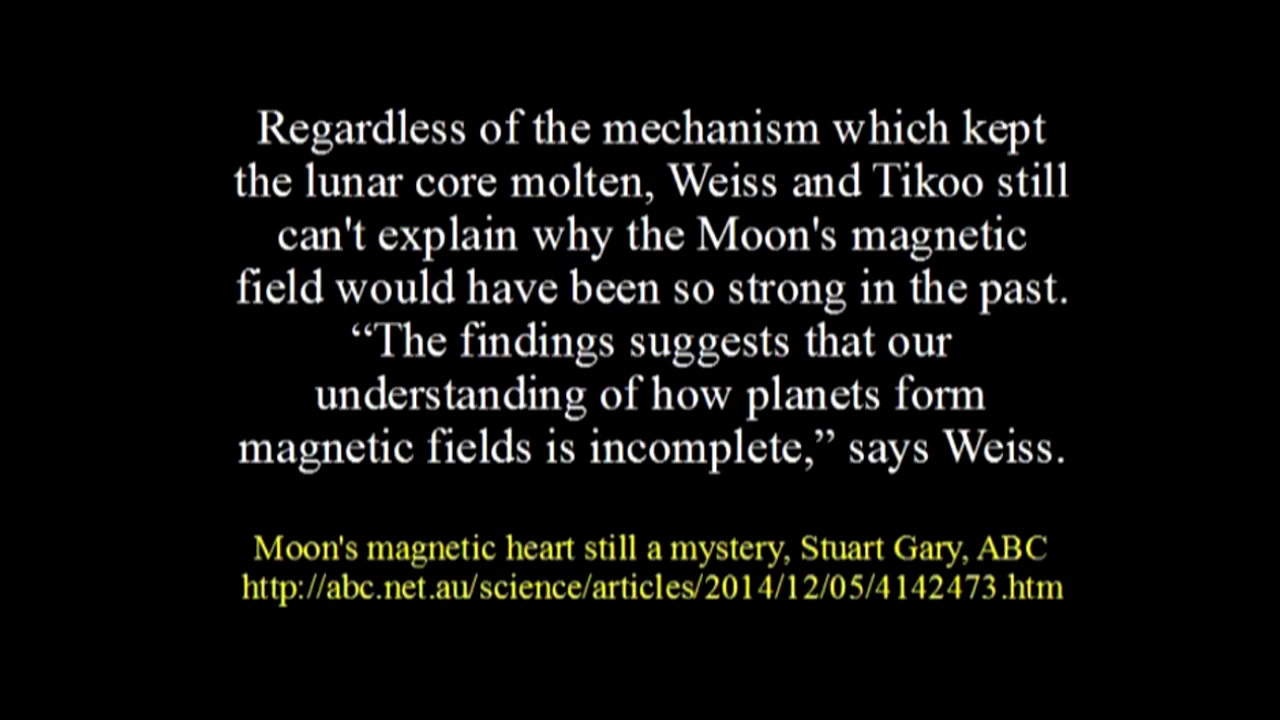 Regardless of the mechanism which kept
the lunar core molten, Weiss and Tikoo still
can't explain why the Moon's magnetic
field would have been so strong in the past.
“The findings suggests that our
understanding of how planets form
magnetic fields is incomplete,” says Weiss.
Moon's magnetic heart still a mystery, Stuart Gary, ABC
http://abc.net.au/science/articles/2014/12/05/4142473.htm